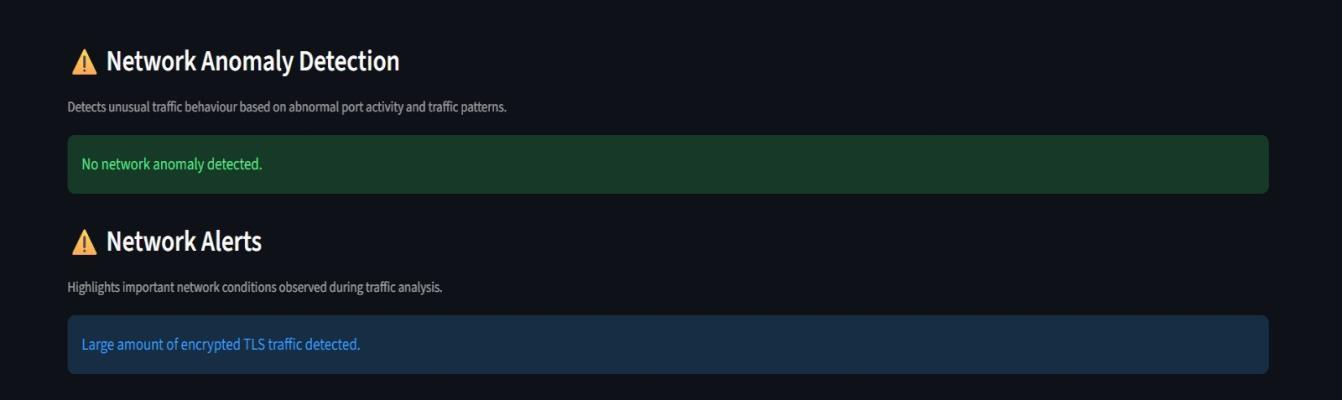 ⚠️ Network Anomaly Detection
Detects unusual traffic behaviour based on abnormal port activity and traffic patterns.
No network anomaly detected.
⚠️ Network Alerts
Highlights important network conditions observed during traffic analysis.
Large amount of encrypted TLS traffic detected.